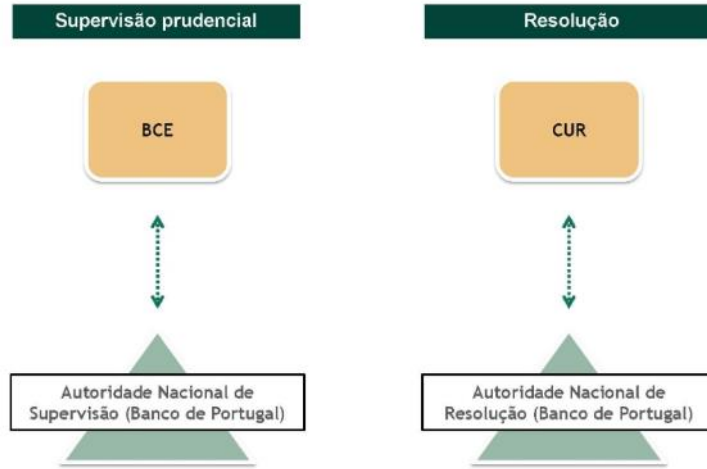 Supervisão prudencial
BCE
Autoridade Nacional de
Supervisão (Banco de Portugal)
Resolução
CUR
Autoridade Nacional de
Resolução (Banco de Portugal)